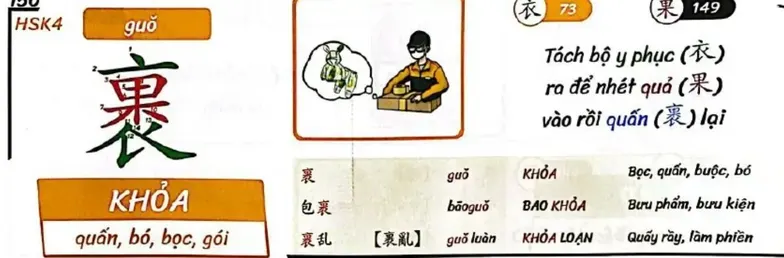 150
HSK4
guǒ
裹
KHỎA
quấn, bó, bọc, gói
衣 73
果 149
Tách bộ y phục (衣)
ra để nhét quả (果)
vào rồi quấn (裹) lại
裹 guǒ KHỎA Bọc, quấn, buộc, bó
包裹 bāoguǒ BAO KHỎA Bưu phẩm, bưu kiện
裹乱 【裹亂】 guǒ luàn KHỎA LOẠN Quấy rầy, làm phiền